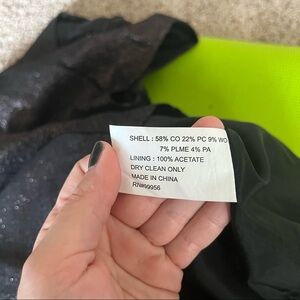 SHELL : 58% CO 22% PC 9% WO
7% PLME 4% PA
LINING : 100% ACETATE
DRY CLEAN ONLY
MADE IN CHINA
RN#99956